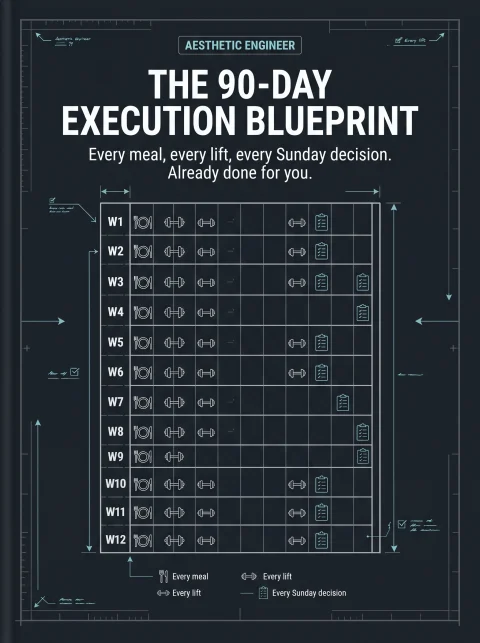 AESTHETIC ENGINEER
THE 90-DAY
EXECUTION BLUEPRINT
Every meal, every lift, every Sunday decision.
Already done for you.
W1
W2
W3
W4
W5
W6
W7
W8
W9
W10
W11
W12
Every meal
Every lift
Every lift
Every Sunday decision